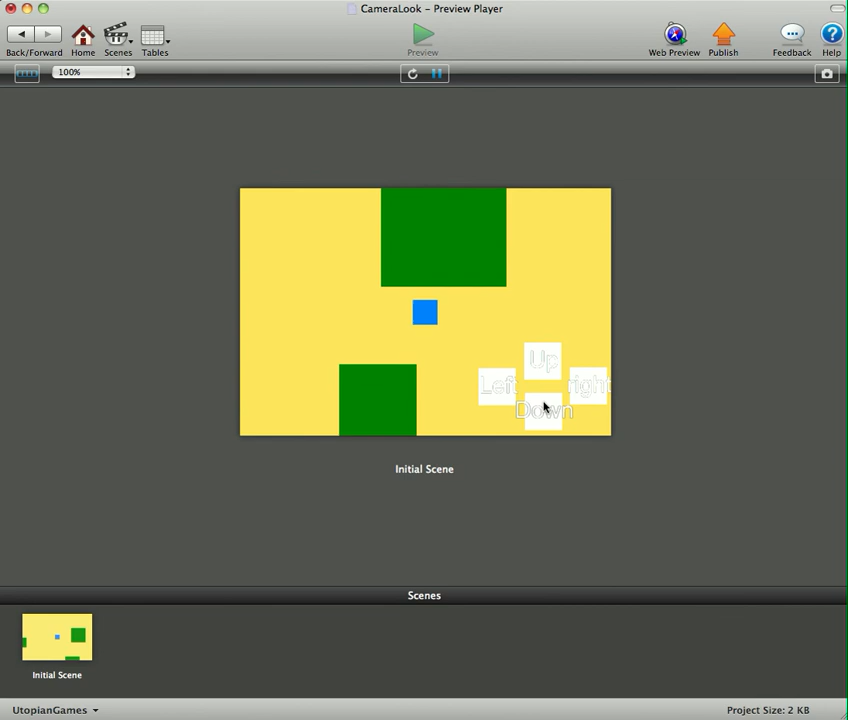 CameraLook – Preview Player
Back/Forward Home Scenes Tables Preview Web Preview Publish Feedback Help
100%
Up
Left right
Down
Initial Scene
Scenes
Initial Scene
UtopianGames Project Size: 2 KB